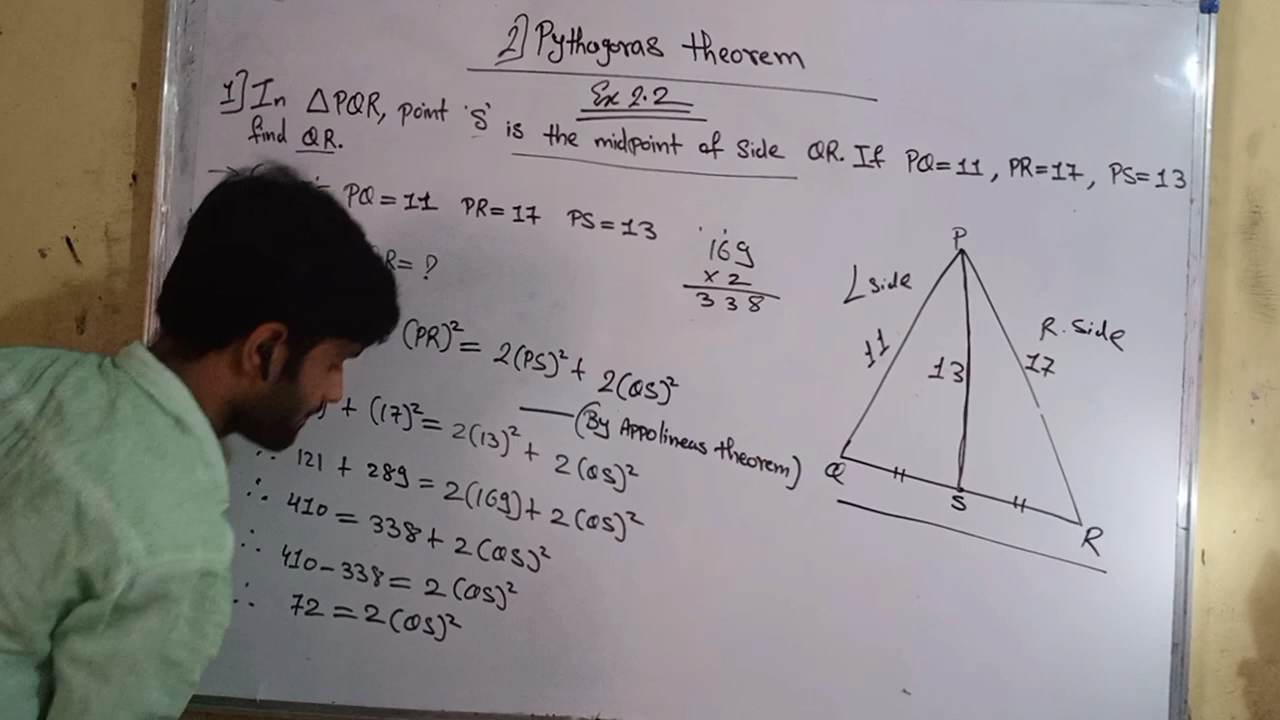 2] Pythagoras theorem
Ex 2.2
1] In △PQR, point 'S' is the midpoint of side QR. If PQ=11, PR=17, PS=13
find QR.
PQ=11 PR=17 PS=13
R=?
169
×2
338
(PR)²= 2(PS)²+ 2(QS)²
(By Appolineas theorem)
+ (17)²= 2(13)²+ 2(QS)²
∴ 121 + 289 = 2(169)+ 2(QS)²
∴ 410 = 338+ 2(QS)²
∴ 410-338= 2(QS)²
∴ 72=2(QS)²
P
L side
R. Side
11
13
17
Q
S
R